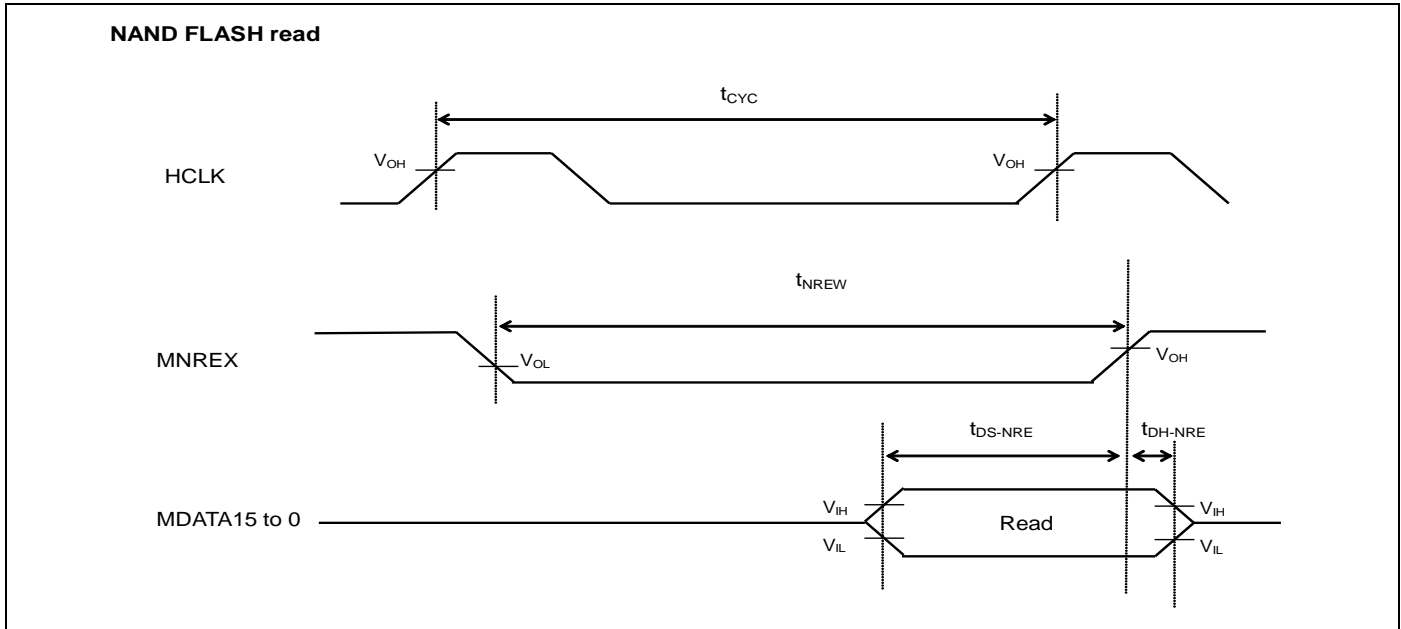 NAND FLASH read
tCYC
VOH
VOH
HCLK
tNREW
MNREX
VOL
VOH
tDS-NRE
tDH-NRE
MDATA15 to 0
VIH
VIL
Read
VIH
VIL